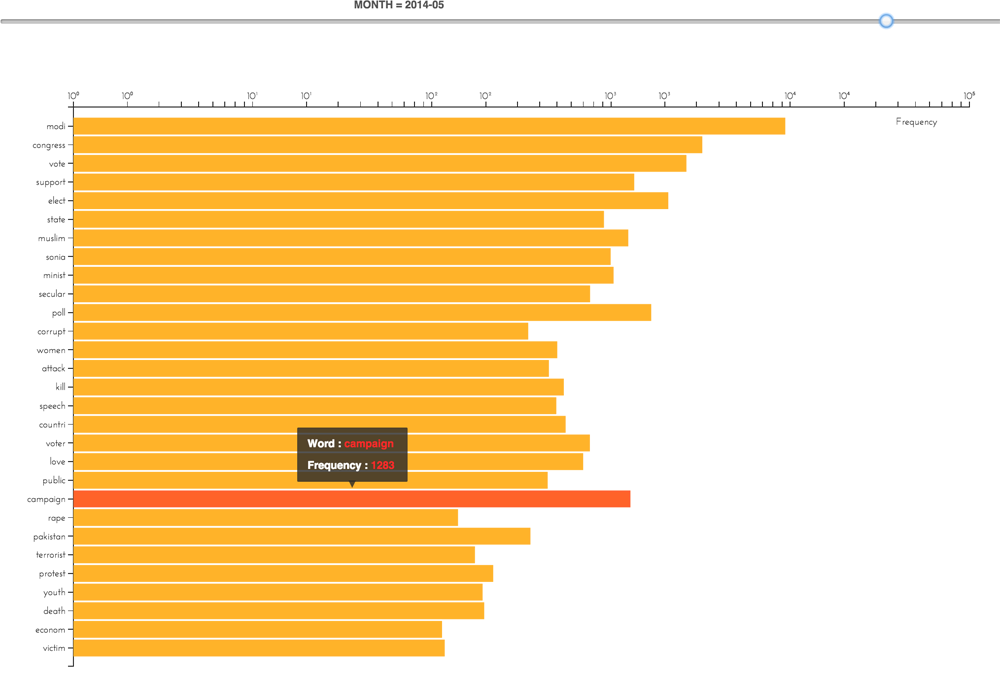 MONTH = 2014-05
10⁰ 10⁰ 10¹ 10¹ 10² 10² 10³ 10³ 10⁴ 10⁴ 10⁵
Frequency
modi
congress
vote
support
elect
state
muslim
sonia
minist
secular
poll
corrupt
women
attack
kill
speech
countri
voter
love
public
campaign
rape
pakistan
terrorist
protest
youth
death
econom
victim
Word : campaign
Frequency : 1283